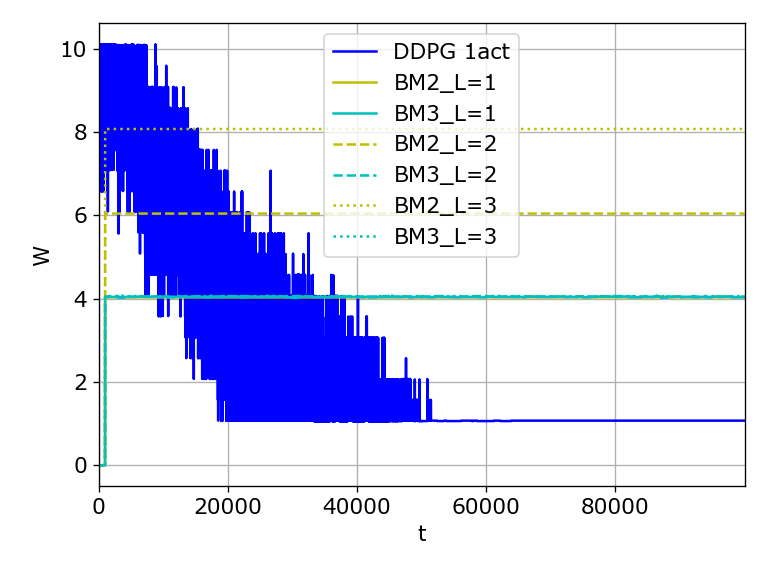 10
8
6
4
2
0
W
DDPG 1act
BM2_L=1
BM3_L=1
BM2_L=2
BM3_L=2
BM2_L=3
BM3_L=3
0 20000 40000 60000 80000
t